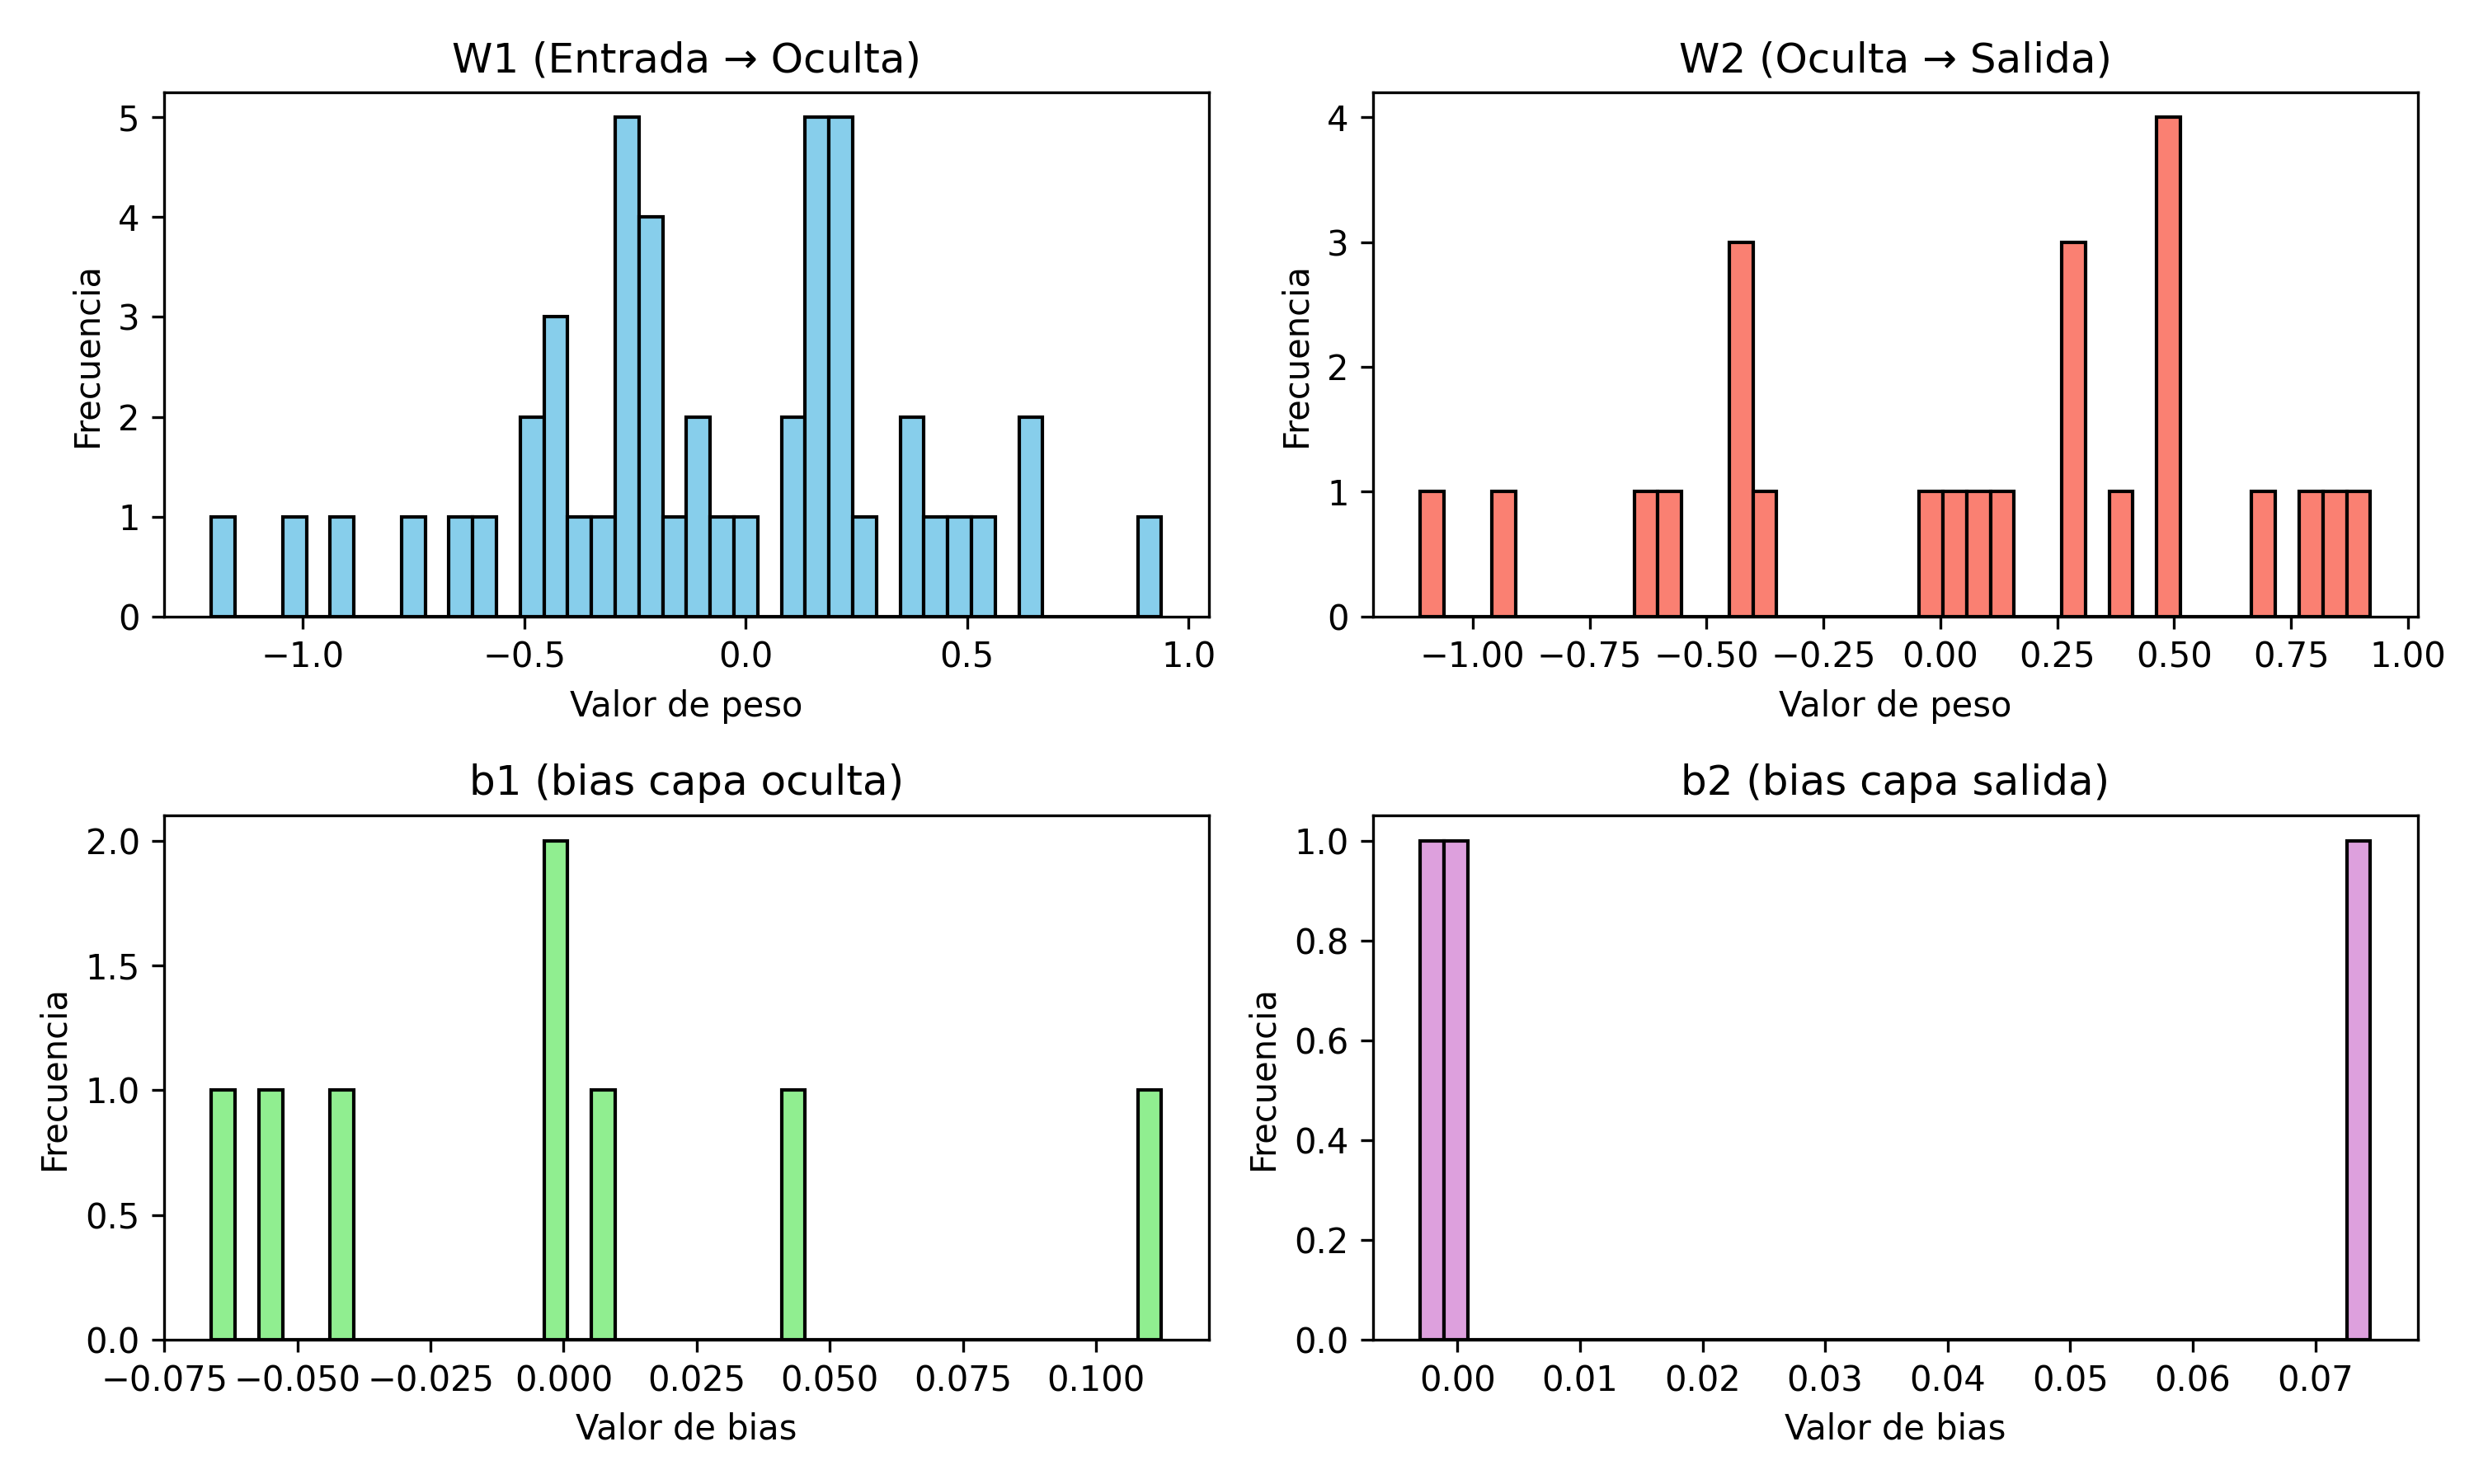 W1 (Entrada → Oculta)
5
4
3
2
1
0
Frecuencia
−1.0 −0.5 0.0 0.5 1.0
Valor de peso
W2 (Oculta → Salida)
4
3
2
1
0
Frecuencia
−1.00 −0.75 −0.50 −0.25 0.00 0.25 0.50 0.75 1.00
Valor de peso
b1 (bias capa oculta)
2.0
1.5
1.0
0.5
0.0
Frecuencia
−0.075 −0.050 −0.025 0.000 0.025 0.050 0.075 0.100
Valor de bias
b2 (bias capa salida)
1.0
0.8
0.6
0.4
0.2
0.0
Frecuencia
0.00 0.01 0.02 0.03 0.04 0.05 0.06 0.07
Valor de bias